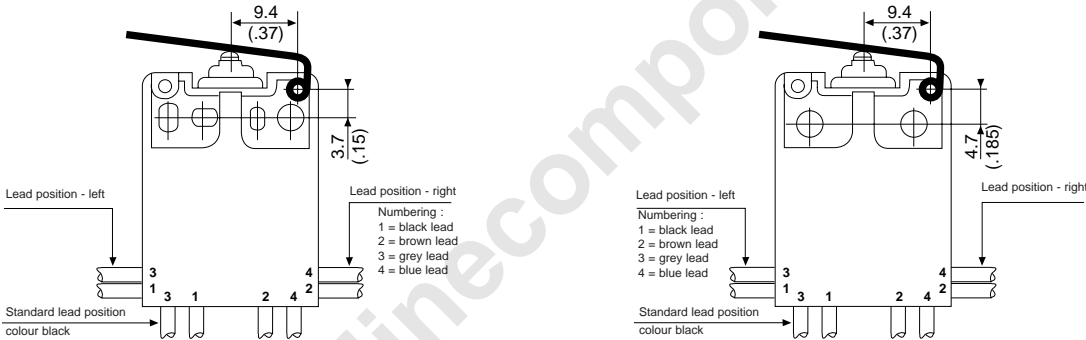 9.4
(.37)
3.7
(.15)
Lead position - left
Lead position - right
Numbering :
1 = black lead
2 = brown lead
3 = grey lead
4 = blue lead
3
4
1
2
3 1 2 4
Standard lead position
colour black
9.4
(.37)
4.7
(.185)
Lead position - left
Numbering :
1 = black lead
2 = brown lead
3 = grey lead
4 = blue lead
Lead position - right
3
4
1
2
3 1 2 4
Standard lead position
colour black